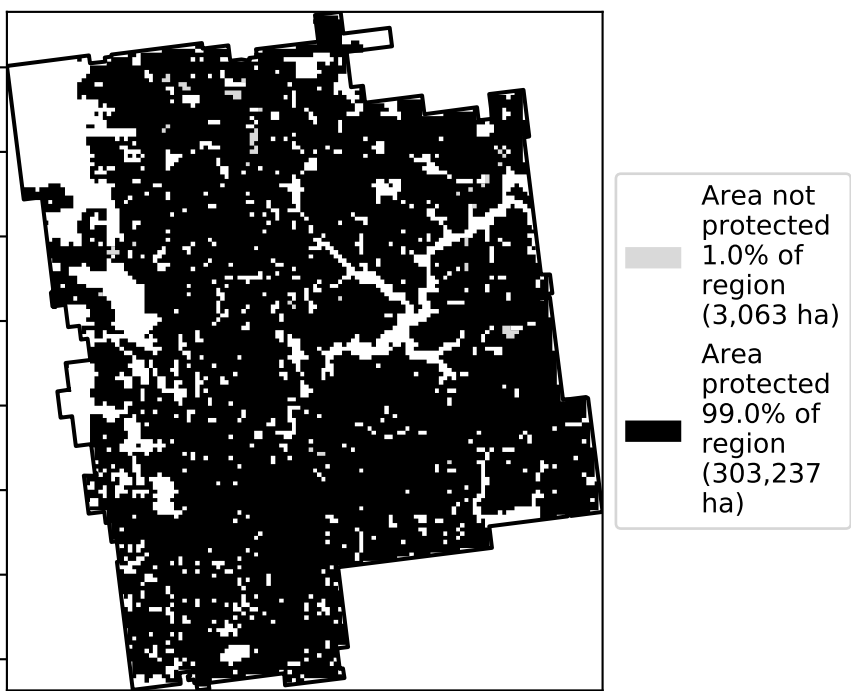 Area not
protected
1.0% of
region
(3,063 ha)
Area
protected
99.0% of
region
(303,237
ha)